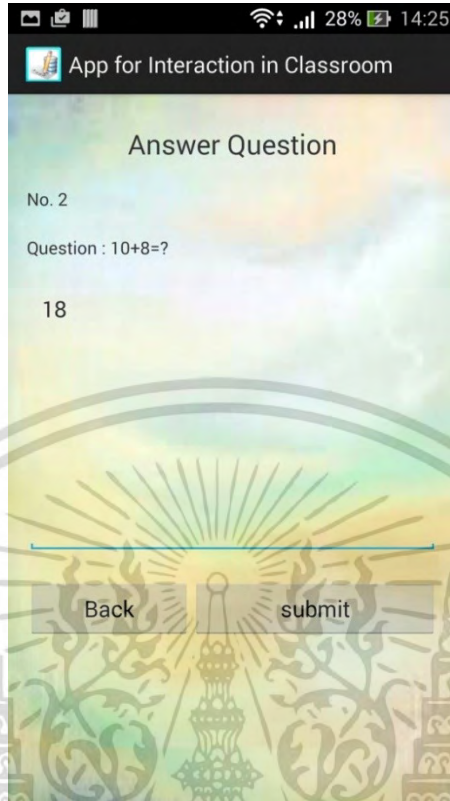 28% 14:25
App for Interaction in Classroom
Answer Question
No. 2
Question : 10+8=?
18
Back submit